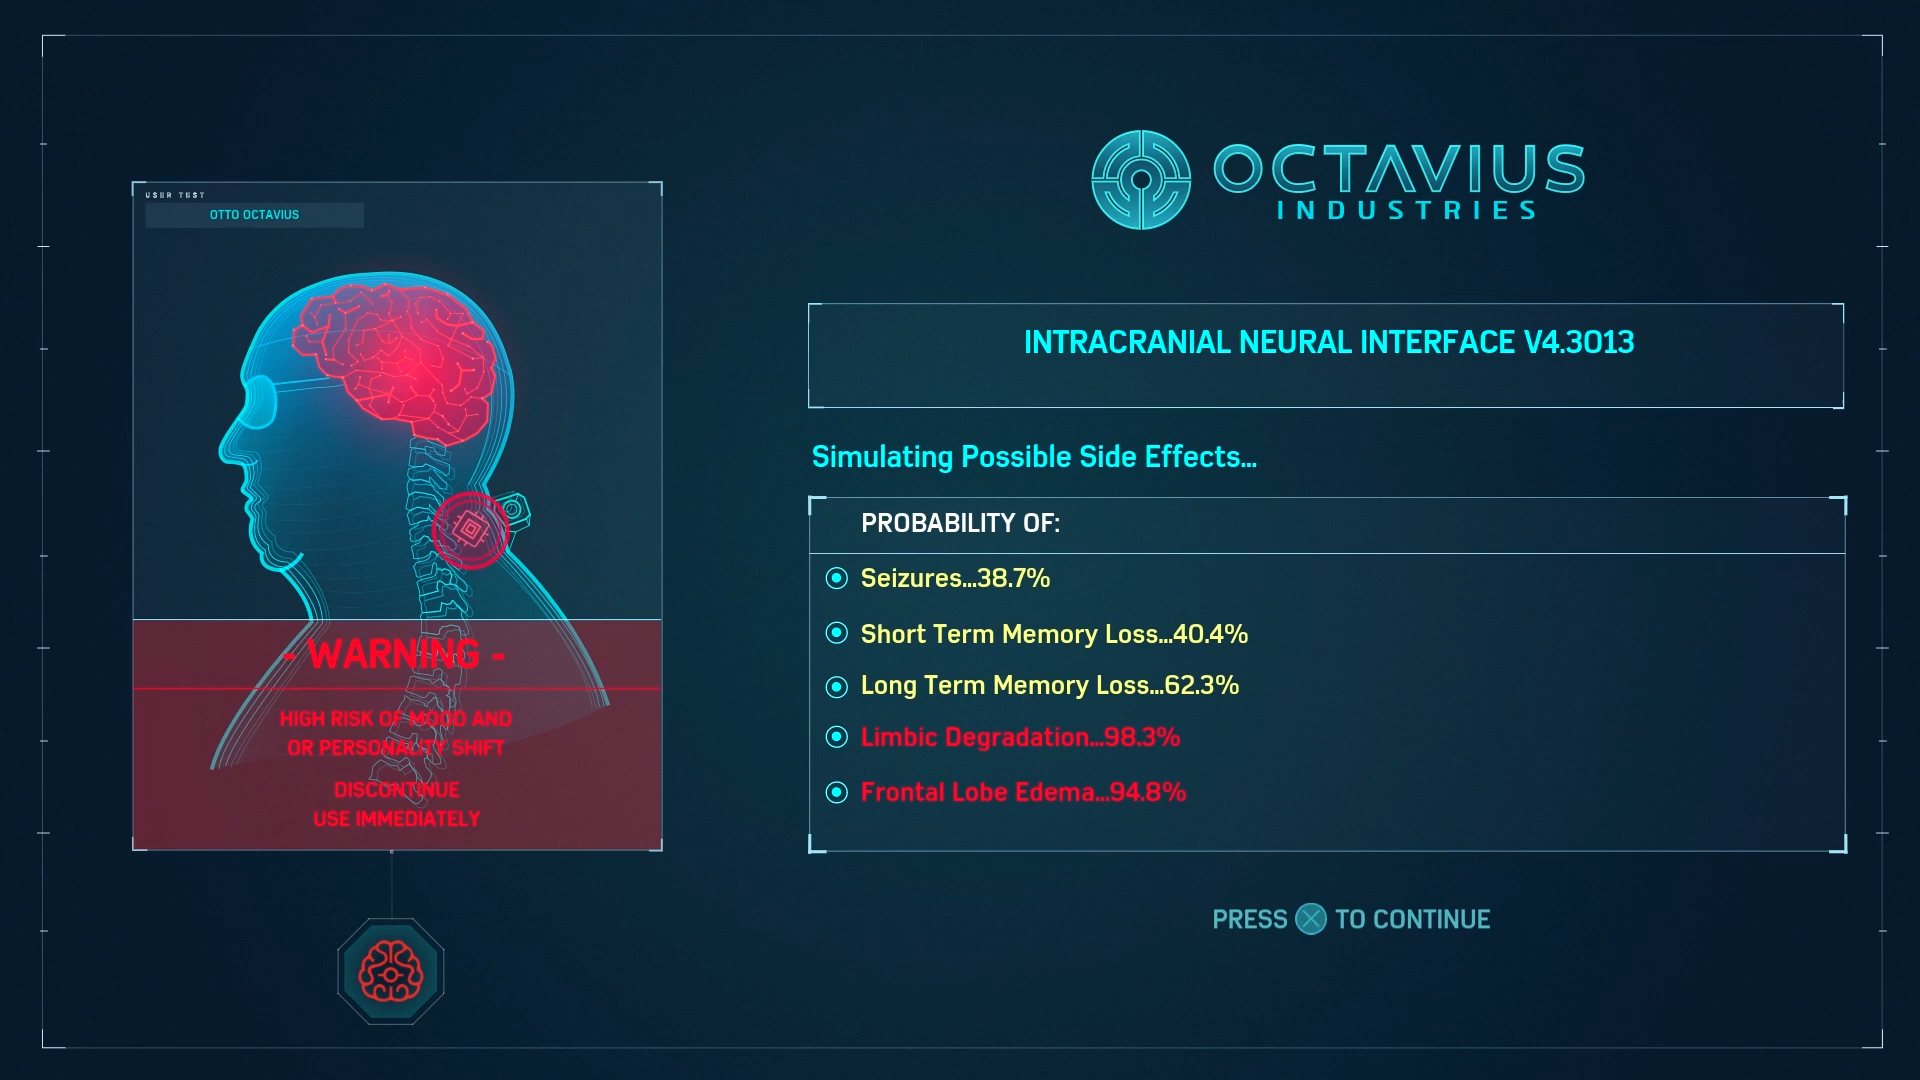 USER TEST
OTTO OCTAVIUS
- WARNING -
HIGH RISK OF MOOD AND
OR PERSONALITY SHIFT
DISCONTINUE
USE IMMEDIATELY
OCTAVIUS
INDUSTRIES
INTRACRANIAL NEURAL INTERFACE V4.3013
Simulating Possible Side Effects...
PROBABILITY OF:
Seizures...38.7%
Short Term Memory Loss...40.4%
Long Term Memory Loss...62.3%
Limbic Degradation...98.3%
Frontal Lobe Edema...94.8%
PRESS TO CONTINUE